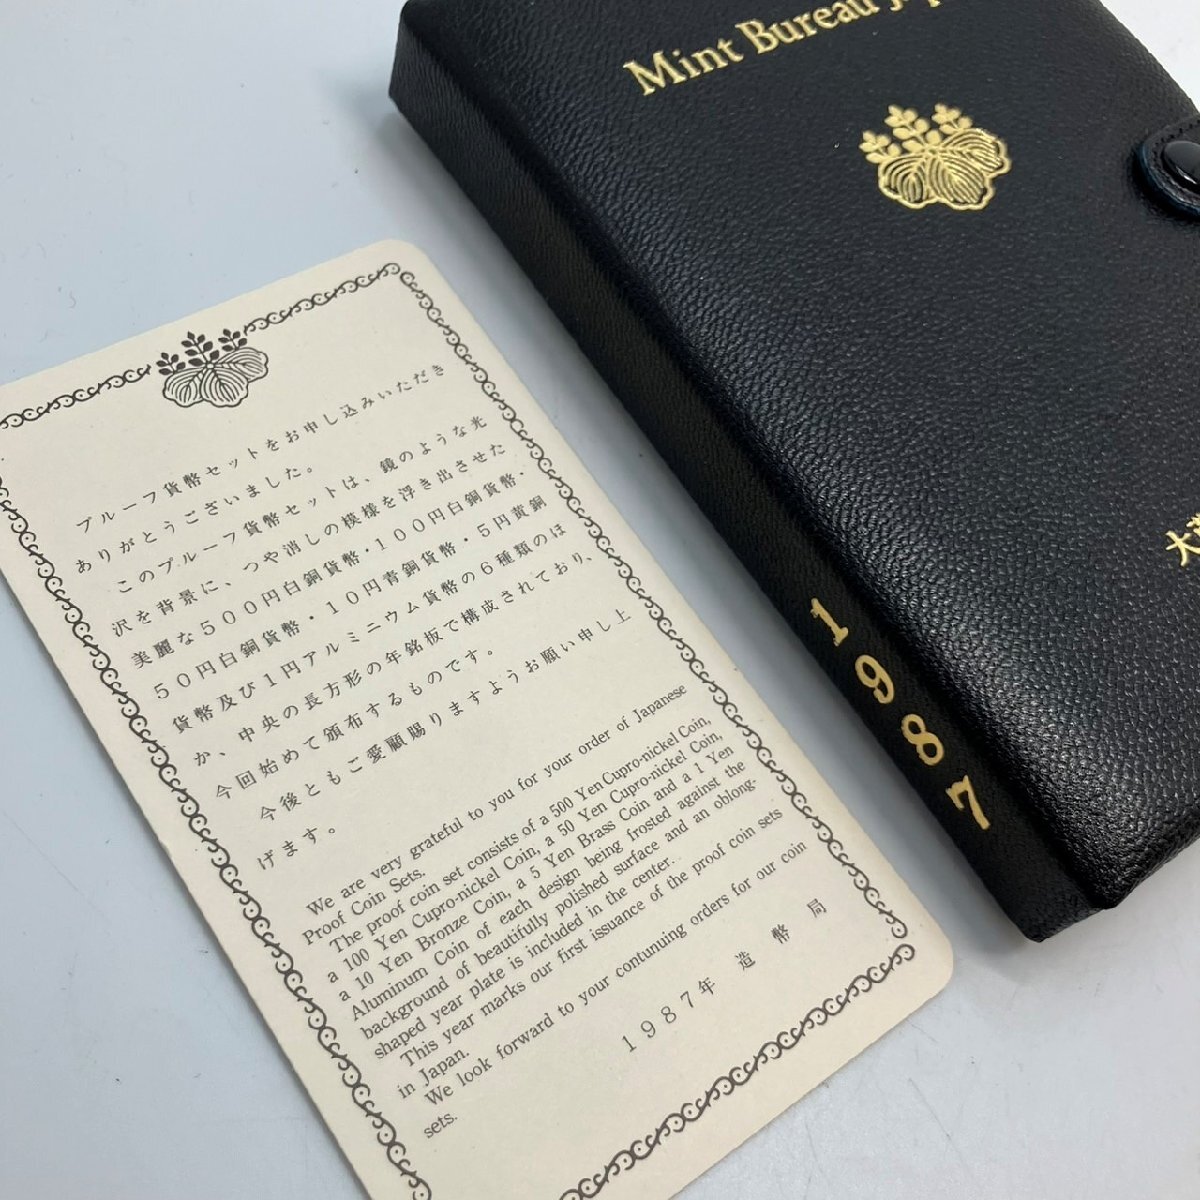 Mint Bureau
1987
プルーフ貨幣セットをお申し込みいただき
ありがとうございました。
このプルーフ貨幣セットは、鏡のような光
沢を背景に、つや消しの模様を浮き出させた
美麗な500円白銅貨幣・100円白銅貨幣・
50円白銅貨幣・10円青銅貨幣・5円黄銅
貨幣及び1円アルミニウム貨幣の6種類のほ
か、中央の長方形の年銘板で構成されており、
今回始めて頒布するものです。
今後ともご愛顧賜りますようお願い申し上
げます。
We are very grateful to you for your order of Japanese
Proof Coin Sets.
The proof coin set consists of a 500 Yen Cupro-nickel Coin,
a 100 Yen Cupro-nickel Coin, a 50 Yen Cupro-nickel Coin,
a 10 Yen Bronze Coin, a 5 Yen Brass Coin and a 1 Yen
Aluminum Coin of each design being frosted against the
background of beautifully polished surface and an oblong-
shaped year plate is included in the center.
This year marks our first issuance of the proof coin sets
in Japan.
We look forward to your contunuing orders for our coin
sets.
1987年 造幣局